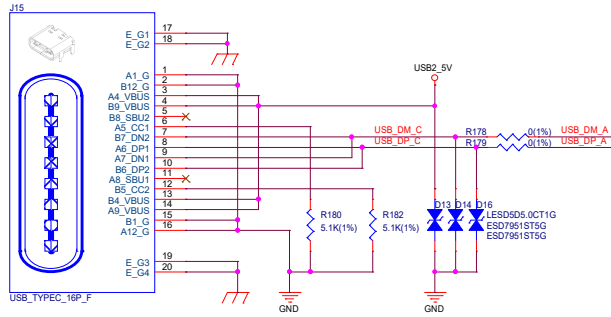 J15
E_G1 17
E_G2 18
USB2_5V
A1_G 1
B12_G 2
A4_VBUS 3
B9_VBUS 4
B8_SBU2 5
A5_CC1 6
B7_DN2 7
A6_DP1 8
A7_DN1 9
B6_DP2 10
A8_SBU1 11
B5_CC2 12
B4_VBUS 13
A9_VBUS 14
B1_G 15
A12_G 16
E_G3 19
E_G4 20
USB_TYPEC_16P_F
USB_DM_C R178 0(1%) USB_DM_A
USB_DP_C R179 0(1%) USB_DP_A
R180
5.1K(1%)
R182
5.1K(1%)
D13 D14 D16
LESD5D5.0CT1G
ESD7951ST5G
ESD7951ST5G
GND
GND